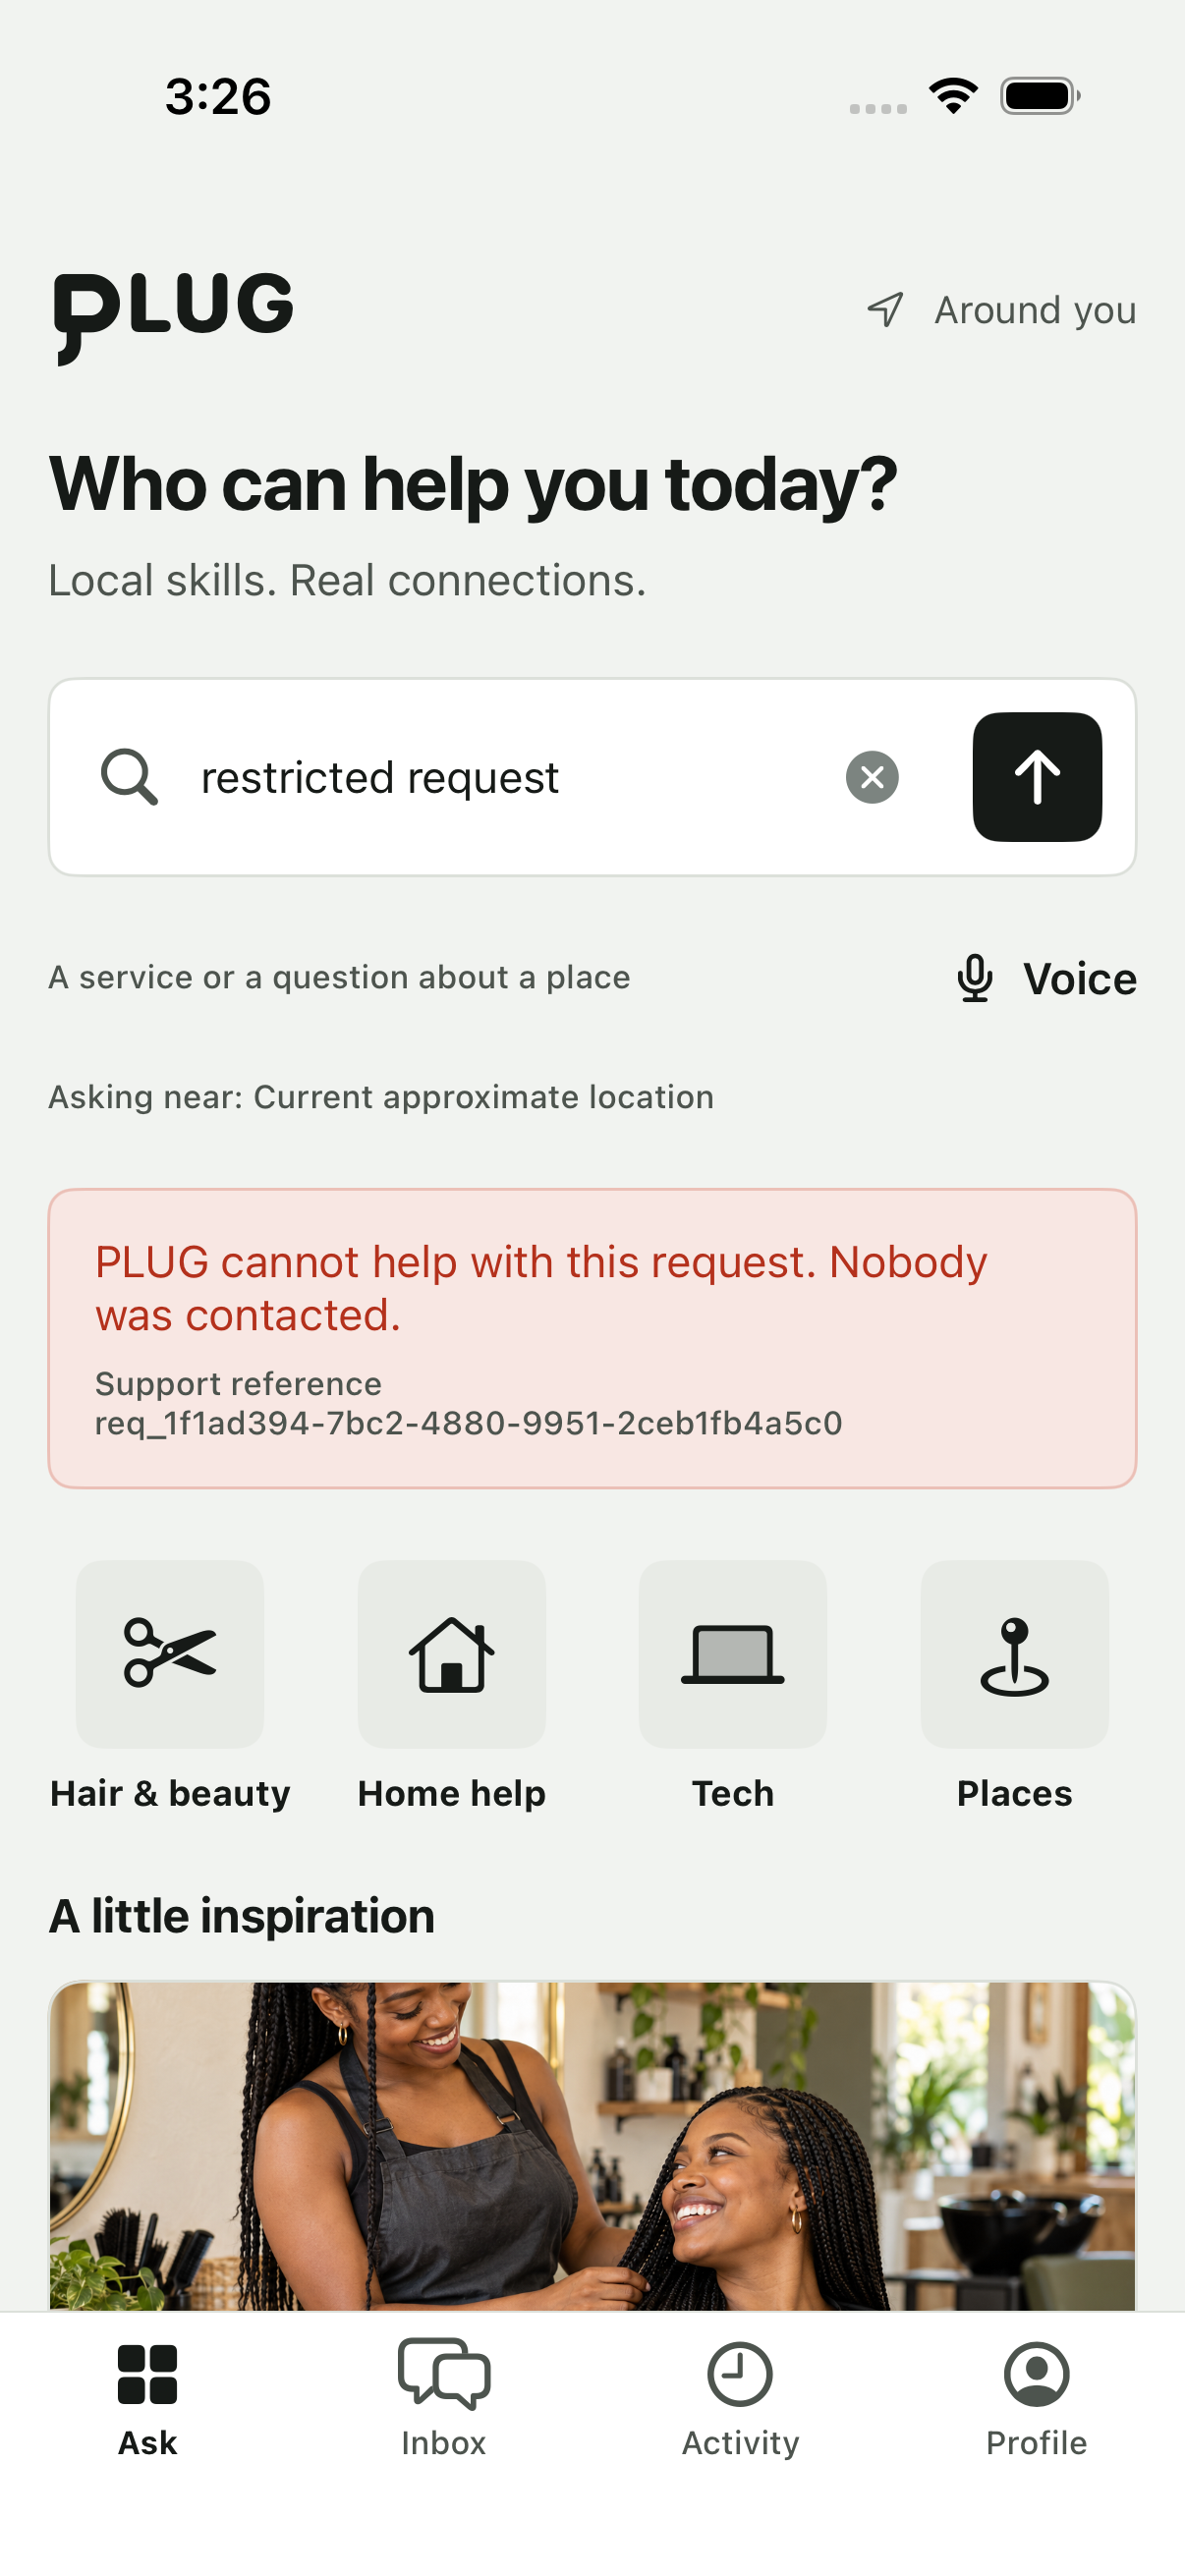 3:26
PLUG
Around you
Who can help you today?
Local skills. Real connections.
restricted request
A service or a question about a place
Voice
Asking near: Current approximate location
PLUG cannot help with this request. Nobody
was contacted.
Support reference
req_1f1ad394-7bc2-4880-9951-2ceb1fb4a5c0
Hair & beauty
Home help
Tech
Places
A little inspiration
Ask
Inbox
Activity
Profile